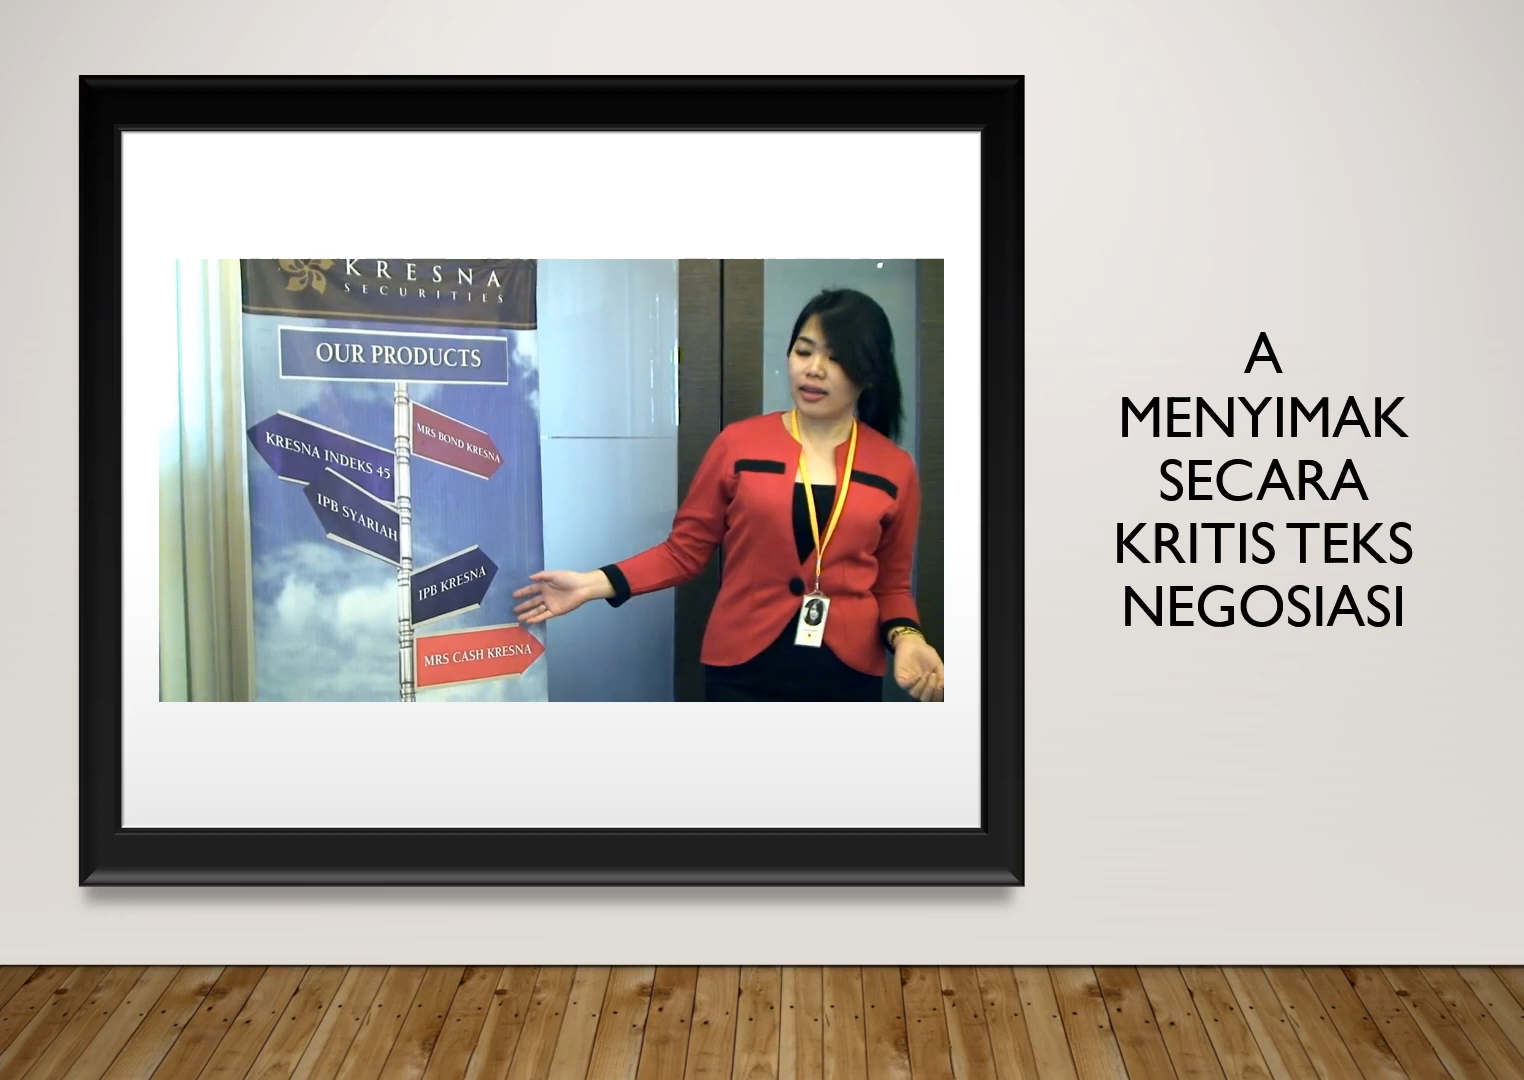 KRESNA
SECURITIES
OUR PRODUCTS
MRS BOND KRESNA
KRESNA INDEKS 45
IPB SYARIAH
IPB KRESNA
MRS CASH KRESNA
A
MENYIMAK
SECARA
KRITIS TEKS
NEGOSIASI